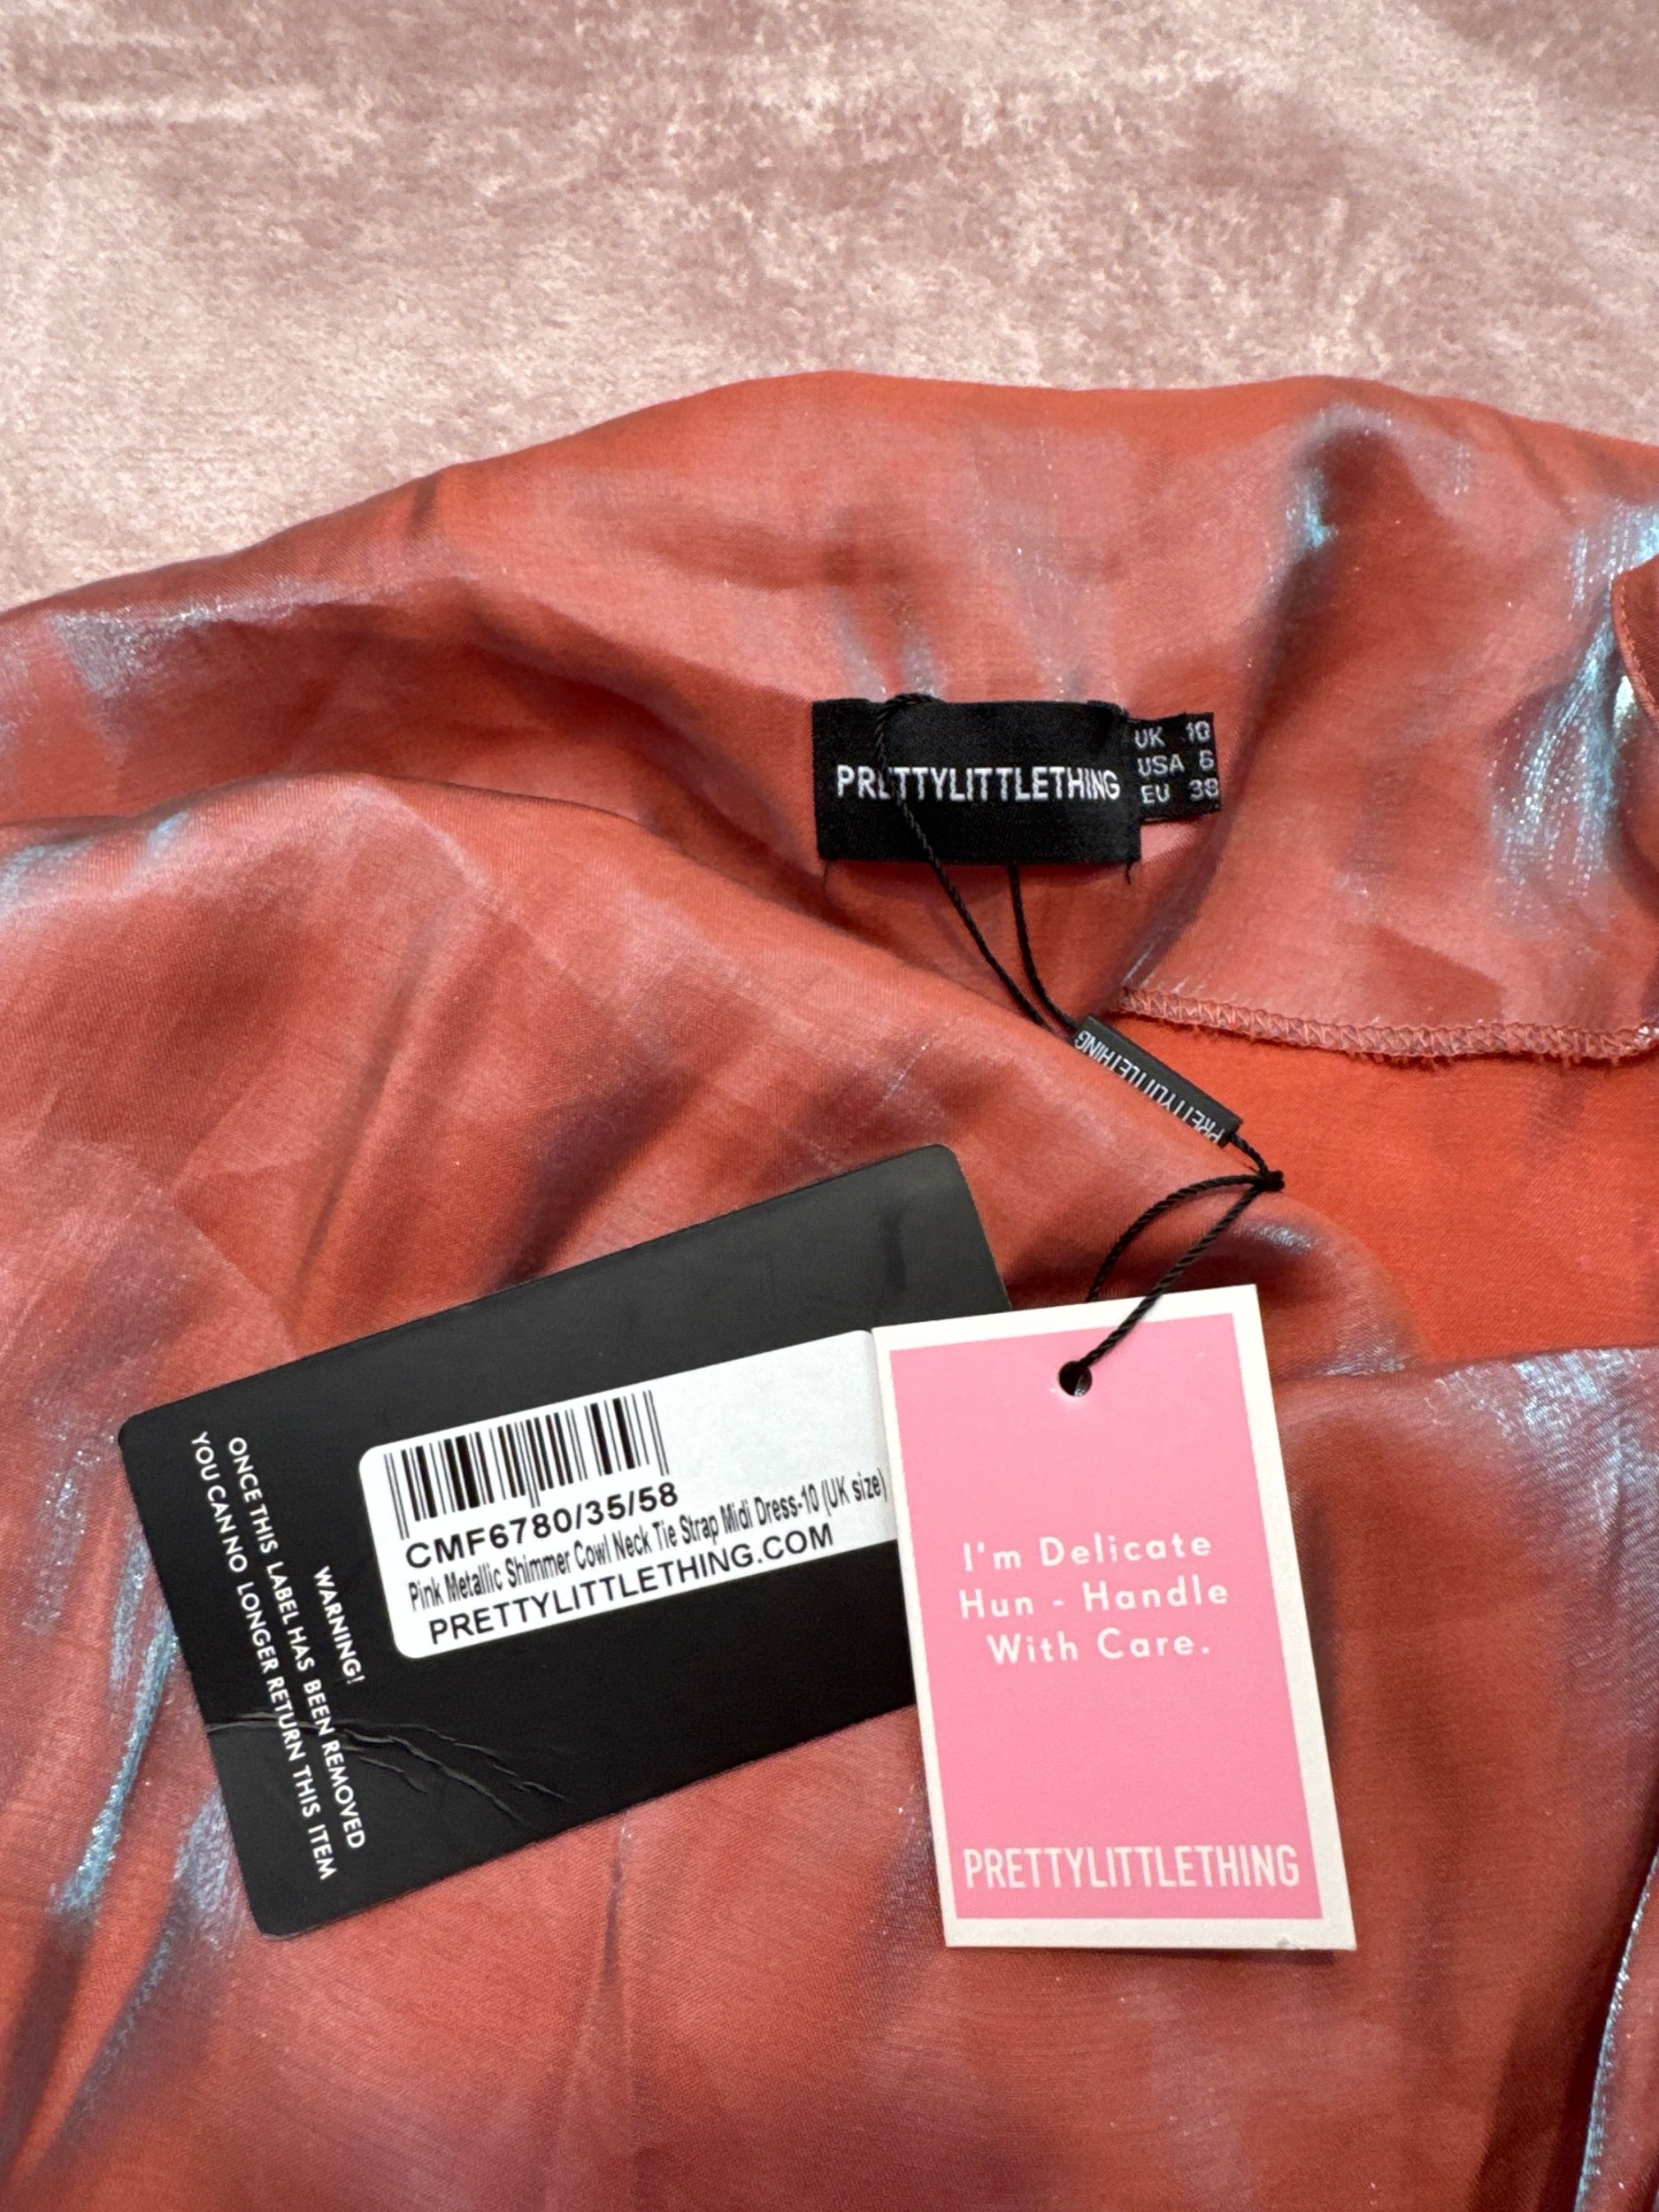 PRETTYLITTLETHING
UK 10
USA 6
EU 38
PRETTYLITTLETHING
CMF6780/35/58
Pink Metallic Shimmer Cowl Neck Tie Strap Midi Dress-10 (UK size)
PRETTYLITTLETHING.COM
WARNING!
ONCE THIS LABEL HAS BEEN REMOVED
YOU CAN NO LONGER RETURN THIS ITEM
I'm Delicate
Hun - Handle
With Care.
PRETTYLITTLETHING